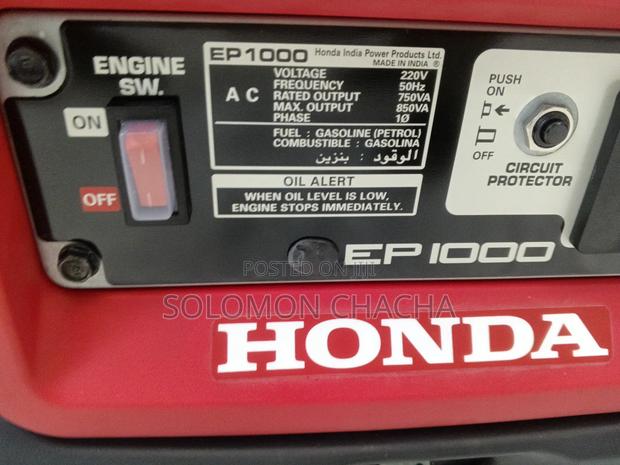 ENGINE
SW.
ON
OFF
EP1000 Honda India Power Products Ltd.
MADE IN INDIA ®
AC
VOLTAGE 220V
FREQUENCY 50Hz
RATED OUTPUT 750VA
MAX. OUTPUT 850VA
PHASE 1Ø
FUEL : GASOLINE (PETROL)
COMBUSTIBLE : GASOLINA
الوقود : بنزين
OIL ALERT
WHEN OIL LEVEL IS LOW,
ENGINE STOPS IMMEDIATELY.
PUSH
ON
OFF
CIRCUIT
PROTECTOR
EP1000
POSTED ON JIJI
SOLOMON CHACHA
HONDA